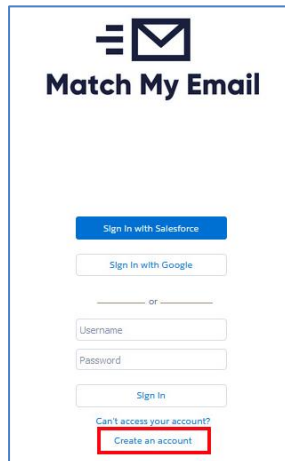 Match My Email
Sign In with Salesforce
Sign In with Google
or
Username
Password
Sign In
Can't access your account?
Create an account